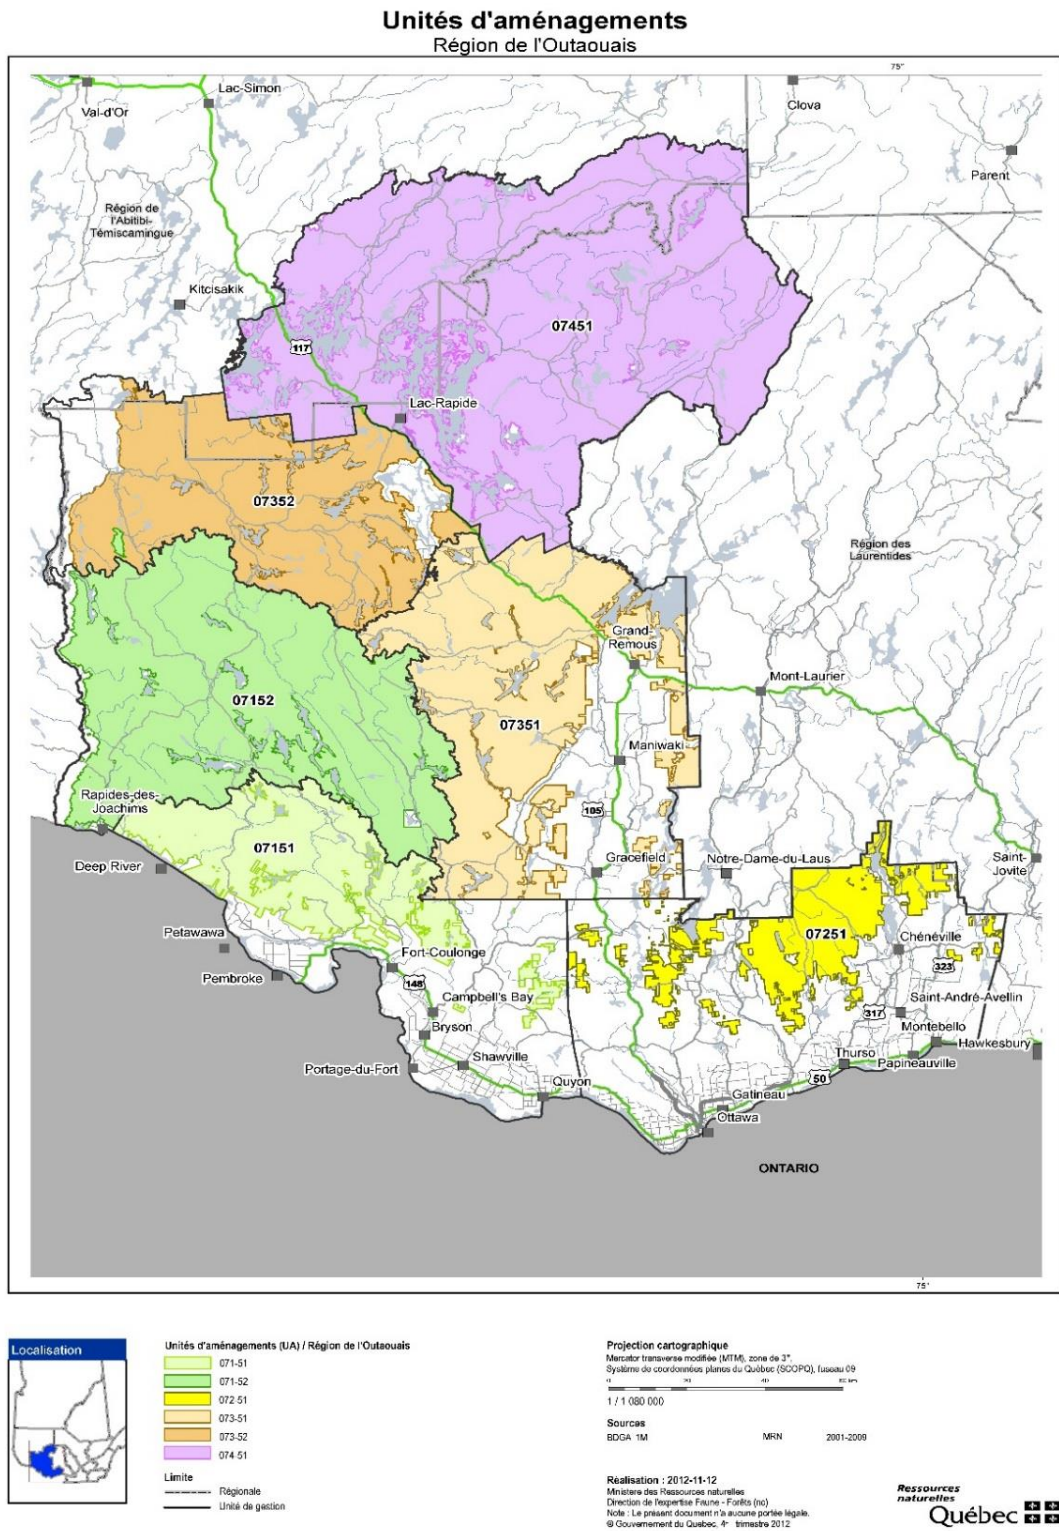 Unités d'aménagements
Région de l'Outaouais
75°
Lac-Simon
Val-d'Or
Clova
Parent
Région de
l'Abitibi-
Témiscamingue
Kitcisakik
07451
117
Lac-Rapide
07352
Région des
Laurentides
Grand-
Remous
Mont-Laurier
07152
07351
Maniwaki
Rapides-des-
Joachims
105
07151
Gracefield
Notre-Dame-du-Laus
Saint-
Jovite
Deep River
Petawawa
07251
Chénéville
Fort-Coulonge
323
Pembroke
148
Campbell's Bay
317
Saint-André-Avellin
Bryson
Montebello
Hawkesbury
Shawville
Thurso
Papineauville
Portage-du-Fort
50
Quyon
Gatineau
Ottawa
ONTARIO
75°
Localisation
Unités d'aménagements (UA) / Région de l'Outaouais
071-51
071-52
072-51
073-51
073-52
074-51
Limite
Régionale
Unité de gestion
Projection cartographique
Mercator transverse modifiée (MTM), zone de 3°.
Système de coordonnées planes du Québec (SCOPQ), fuseau 09
0 20 40
1 / 1 080 000
Sources
BDGA 1M MRN 2001-2009
Réalisation : 2012-11-12
Ministère des Ressources naturelles
Direction de l'expertise Faune - Forêts (no)
Note : Le présent document n'a aucune portée légale.
© Gouvernement du Québec, 4e trimestre 2012
Ressources
naturelles
Québec